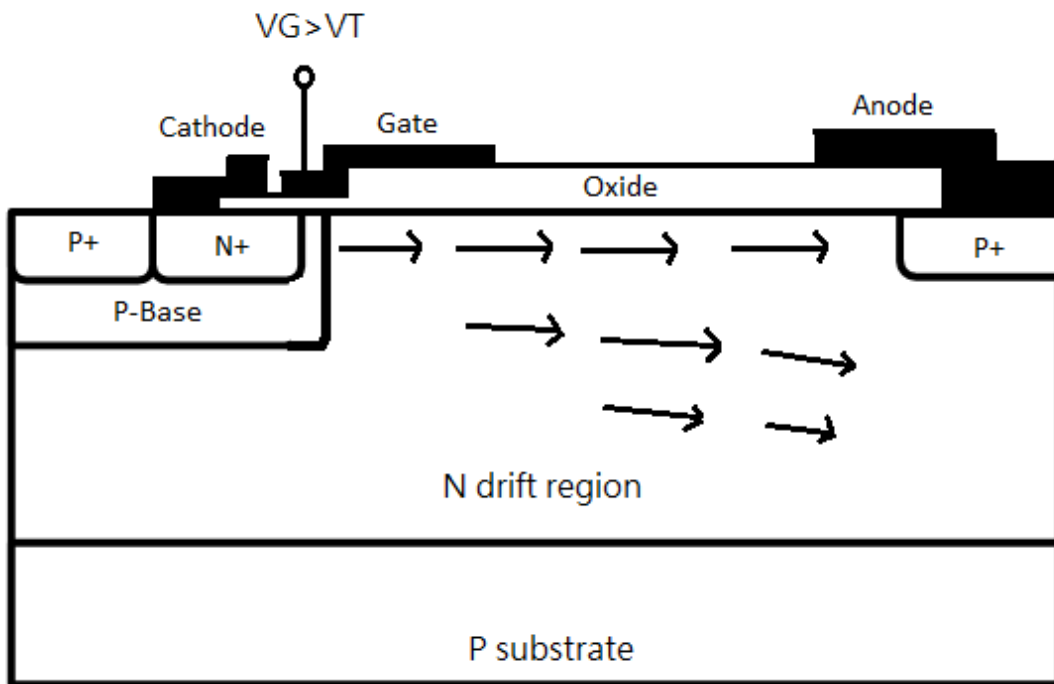 VG>VT
Cathode
Gate
Anode
Oxide
P+
N+
P+
P-Base
N drift region
P substrate